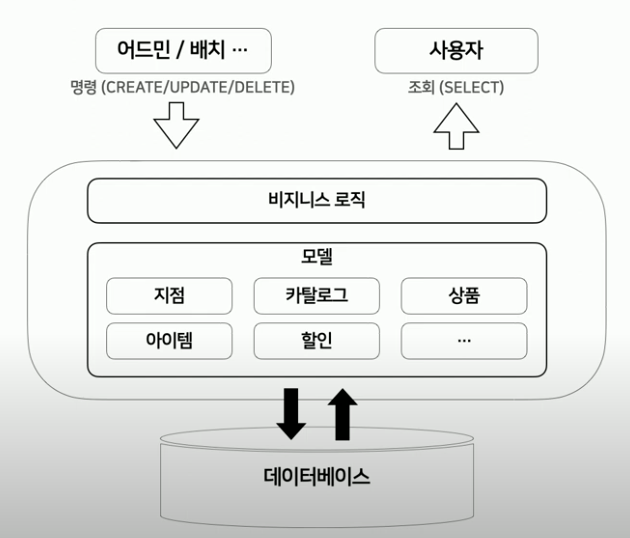 어드민 / 배치 ⋯
사용자
명령 (CREATE/UPDATE/DELETE)
조회 (SELECT)
비지니스 로직
모델
지점
카탈로그
상품
아이템
할인
⋯
데이터베이스